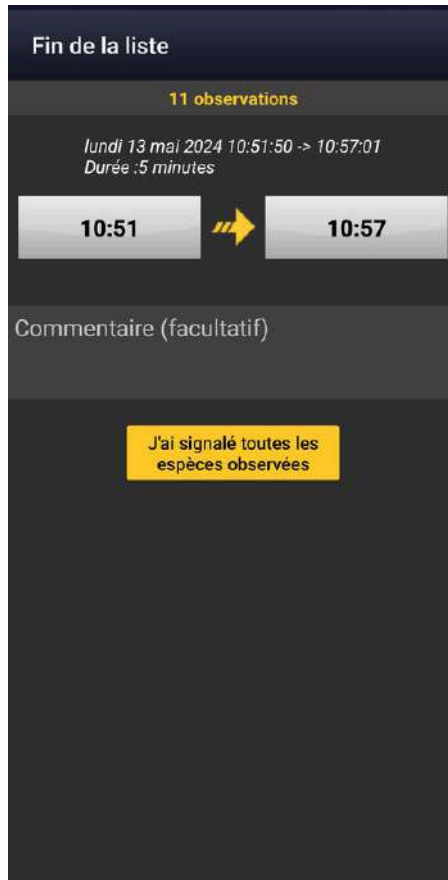 Fin de la liste
11 observations
lundi 13 mai 2024 10:51:50 -> 10:57:01
Durée :5 minutes
10:51
10:57
Commentaire (facultatif)
J'ai signalé toutes les
espèces observées